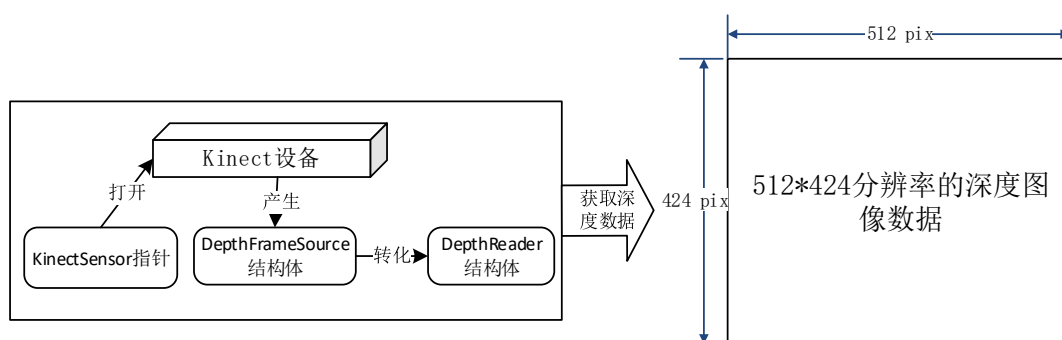 512 pix
Kinect设备
打开
产生
KinectSensor指针
DepthFrameSource
结构体
转化
DepthReader
结构体
获取深
度数据
424 pix
512*424分辨率的深度图
像数据